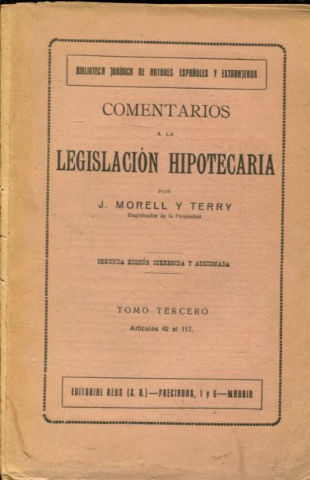 BIBLIOTECA JURÍDICA DE AUTORES ESPAÑOLES Y EXTRANJEROS
COMENTARIOS
A LA
LEGISLACIÓN HIPOTECARIA
POR
J. MORELL Y TERRY
Registrador de la Propiedad
SEGUNDA EDICIÓN CORREGIDA Y ADICIONADA
TOMO TERCERO
Artículos 42 al 117,
EDITORIAL REUS (S. A.)—PRECIADOS, 1 y 6—MADRID